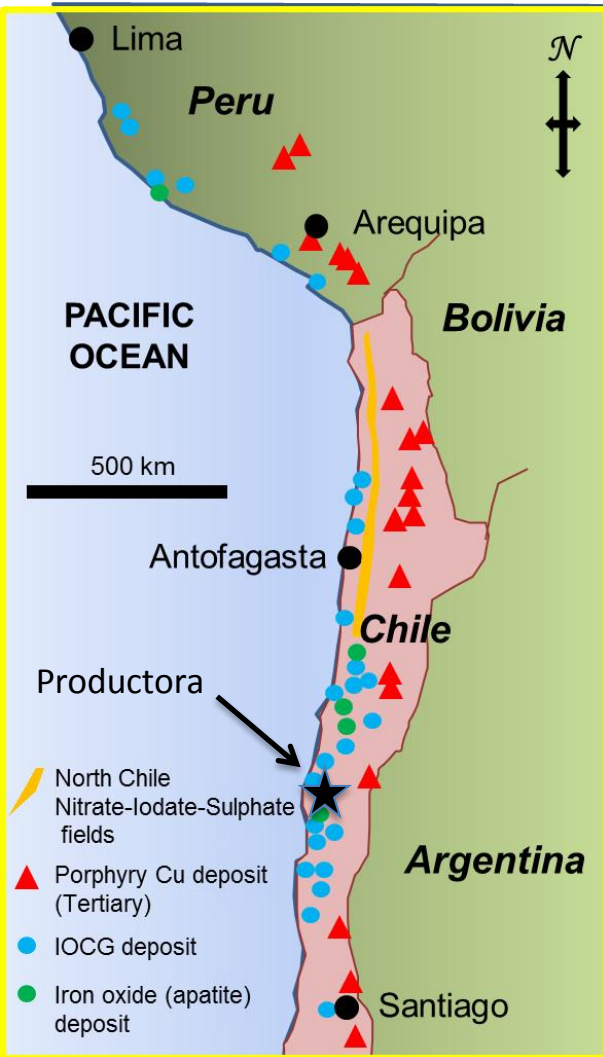 Lima
N
Peru
Arequipa
PACIFIC
OCEAN
Bolivia
500 km
Antofagasta
Chile
Productora
North Chile
Nitrate-Iodate-Sulphate
fields
Argentina
Porphyry Cu deposit
(Tertiary)
IOCG deposit
Iron oxide (apatite)
deposit
Santiago